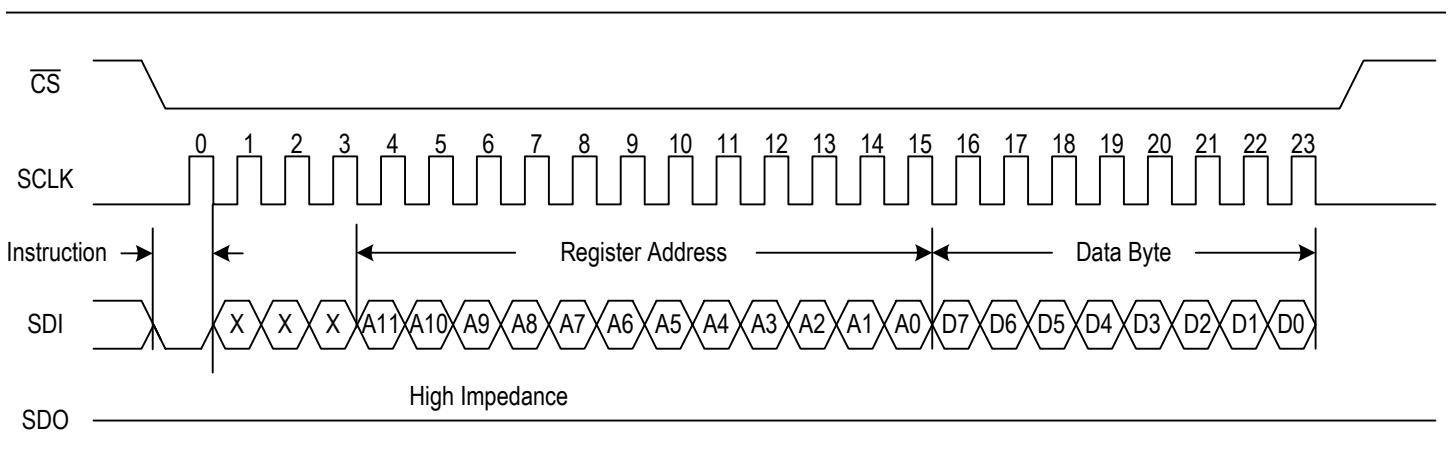 CS
0 1 2 3 4 5 6 7 8 9 10 11 12 13 14 15 16 17 18 19 20 21 22 23
SCLK
Instruction Register Address Data Byte
SDI X X X A11 A10 A9 A8 A7 A6 A5 A4 A3 A2 A1 A0 D7 D6 D5 D4 D3 D2 D1 D0
High Impedance
SDO